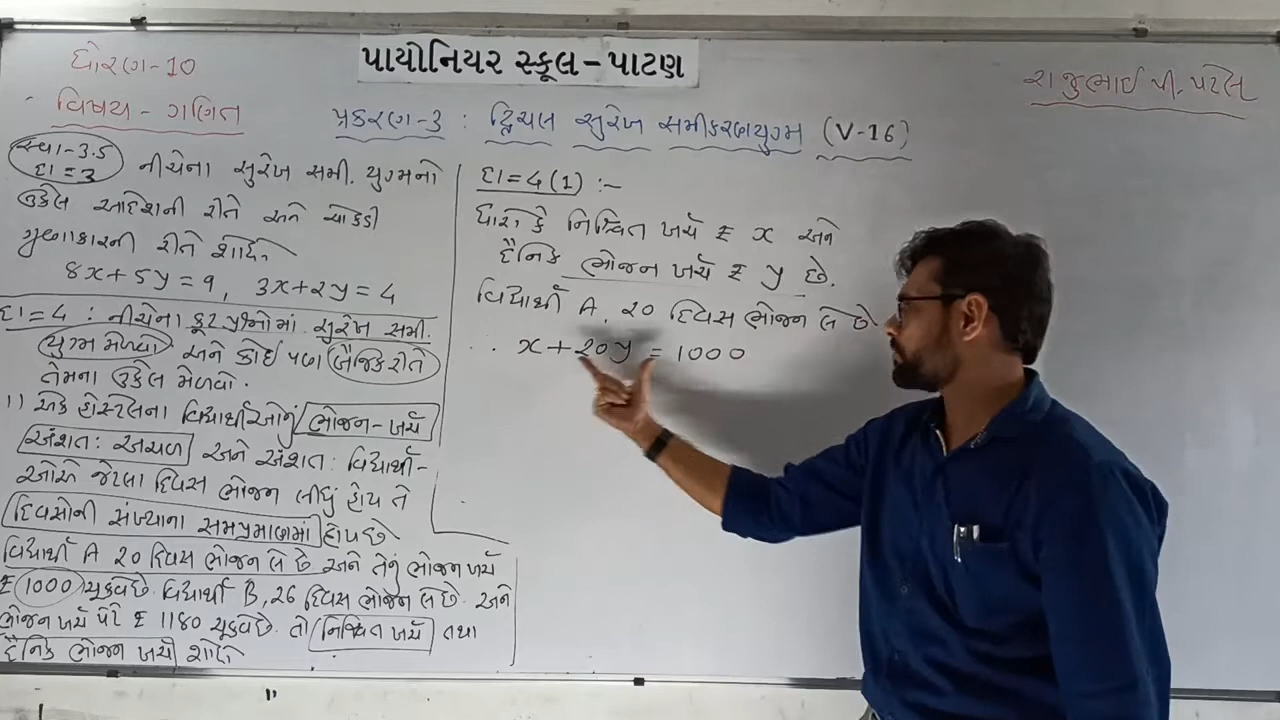 પાયોનિયર સ્કૂલ - પાટણ
ધોરણ-10
વિષય - ગણિત
રાજુભાઈ પી. પટેલ
પ્રકરણ-3 : દ્વિચલ સુરેખ સમીકરણયુગ્મ (V-16)
સ્વા-3.5
દા=3 નીચેના સુરેખ સમી. યુગ્મનો
ઉકેલ આદેશની રીતે અને ચોકડી
ગુણાકારની રીતે શોધો
8x+5y=9, 3x+2y=4
દા=4 : નીચેના કૂટ પ્રશ્નોમાં સુરેખ સમી.
યુગ્મ મેળવો અને કોઈ પણ બૈજિક રીતે
તેમના ઉકેલ મેળવો.
1) એક હોસ્ટેલના વિદ્યાર્થીઓનું ભોજન-ખર્ચ
અંશત: અચળ અને અંશત: વિદ્યાર્થી-
ઓએ જેટલા દિવસ ભોજન લીધું હોય તે
દિવસોની સંખ્યાના સમપ્રમાણમાં હોય છે
વિદ્યાર્થી A 20 દિવસ ભોજન લે છે અને તેનું ભોજન ખર્ચ
₹ 1000 ચૂકવે છે. વિદ્યાર્થી B, 26 દિવસ ભોજન લે છે. અને
ભોજન ખર્ચ પેટે ₹ 1180 ચૂકવે છે. તો નિશ્ચિત ખર્ચ તથા
દૈનિક ભોજન ખર્ચ શોધો
દા=4(1) :-
ધારો કે નિશ્ચિત ખર્ચ ₹ x અને
દૈનિક ભોજન ખર્ચ ₹ y છે.
વિદ્યાર્થી A, 20 દિવસ ભોજન લે છે
x+20y = 1000